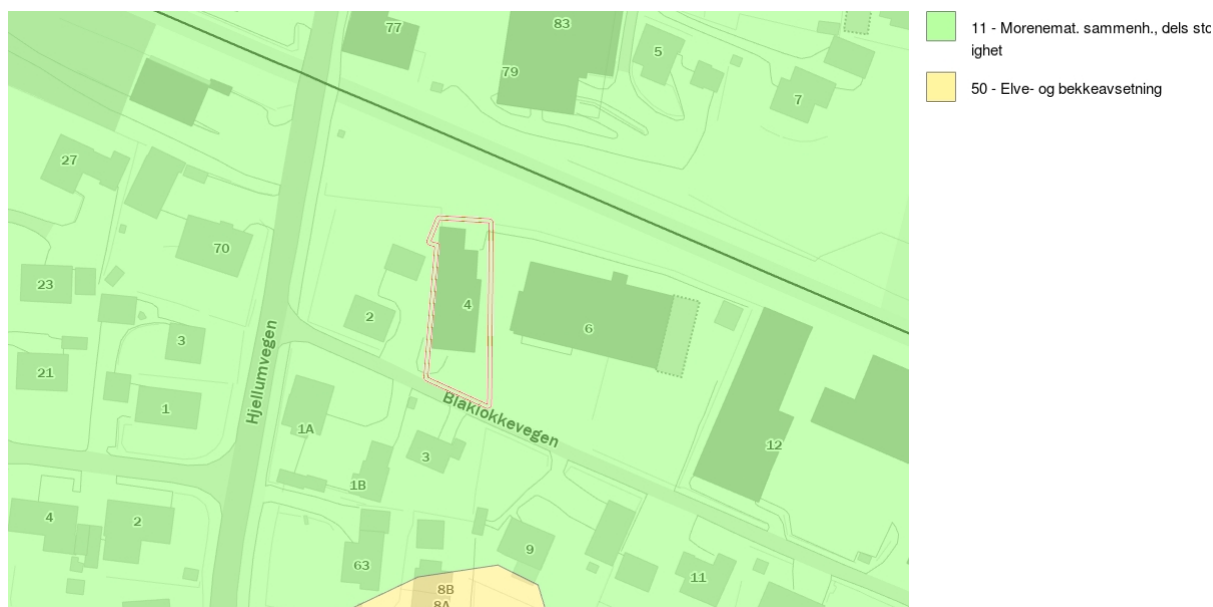 77
83
79
5
7
27
70
23
2
4
6
3
21
1
Hjellumvegen
Blåklokkevegen
1A
3
12
1B
4
2
63
9
11
8B
8A
11 - Morenemat. sammenh., dels sto
ighet
50 - Elve- og bekkeavsetning